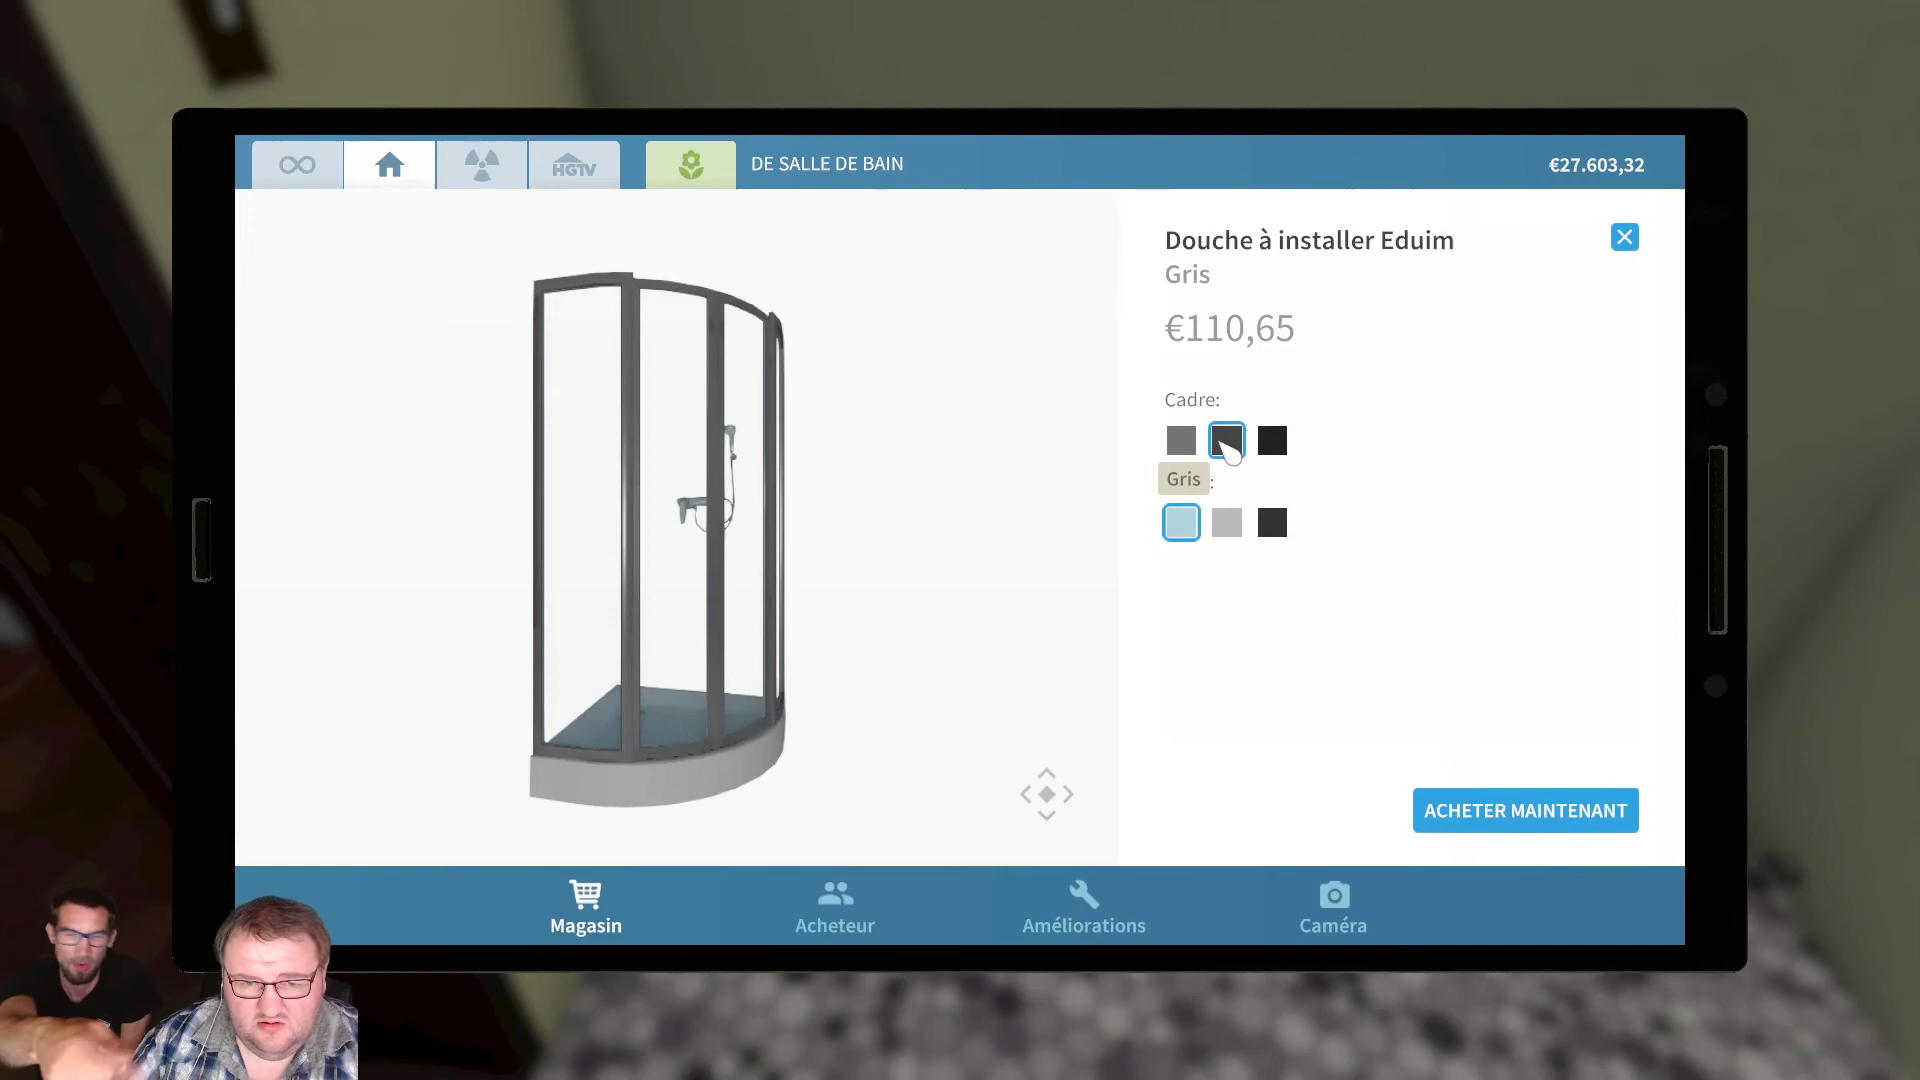 HGTV
DE SALLE DE BAIN
€27.603,32
Douche à installer Eduim
Gris
€110,65
Cadre:
Gris
:
ACHETER MAINTENANT
Magasin
Acheteur
Améliorations
Caméra